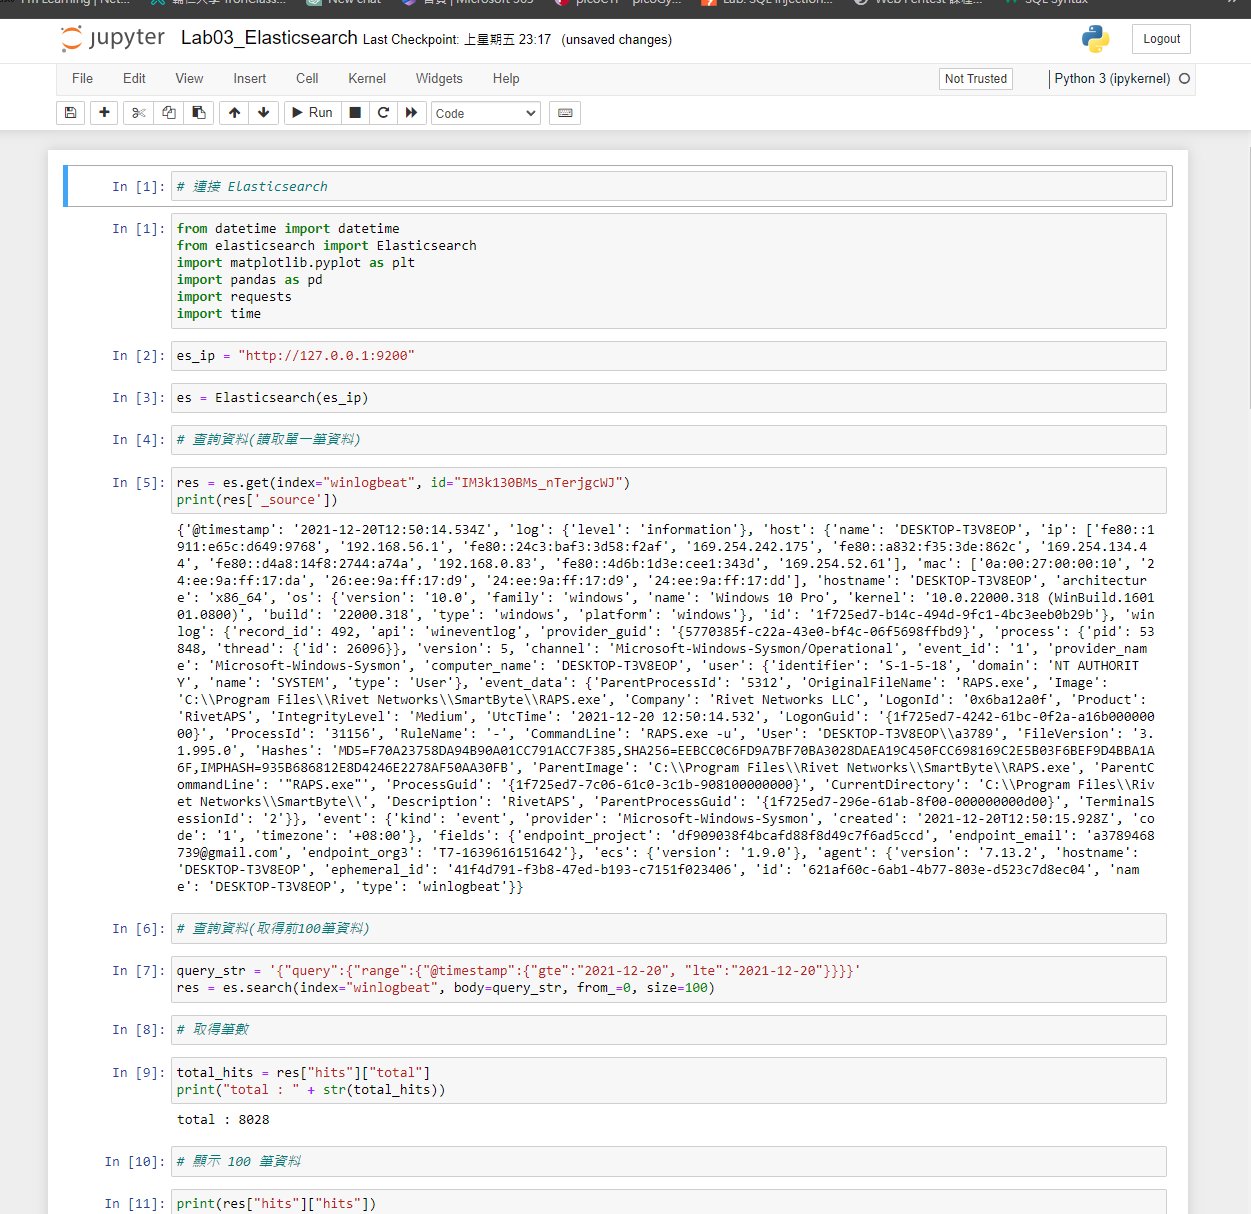 New chat
jupyter Lab03_Elasticsearch Last Checkpoint: 上星期五 23:17 (unsaved changes)
Logout
File Edit View Insert Cell Kernel Widgets Help
Not Trusted
Python 3 (ipykernel)
Run
Code
In [1]: # 連接 Elasticsearch
In [1]: from datetime import datetime
from elasticsearch import Elasticsearch
import matplotlib.pyplot as plt
import pandas as pd
import requests
import time
In [2]: es_ip = "http://127.0.0.1:9200"
In [3]: es = Elasticsearch(es_ip)
In [4]: # 查詢資料(讀取單一筆資料)
In [5]: res = es.get(index="winlogbeat", id="IM3k130BMs_nTerjgcWJ")
print(res['_source'])
{'@timestamp': '2021-12-20T12:50:14.534Z', 'log': {'level': 'information'}, 'host': {'name': 'DESKTOP-T3V8EOP', 'ip': ['fe80::1
911:e65c:d649:9768', '192.168.56.1', 'fe80::24c3:baf3:3d58:f2af', '169.254.242.175', 'fe80::a832:f35:3de:862c', '169.254.134.4
4', 'fe80::d4a8:14f8:2744:a74a', '192.168.0.83', 'fe80::4d6b:1d3e:cee1:343d', '169.254.52.61'], 'mac': ['0a:00:27:00:00:10', '2
4:ee:9a:ff:17:da', '26:ee:9a:ff:17:d9', '24:ee:9a:ff:17:d9', '24:ee:9a:ff:17:dd'], 'hostname': 'DESKTOP-T3V8EOP', 'architectur
e': 'x86_64', 'os': {'version': '10.0', 'family': 'windows', 'name': 'Windows 10 Pro', 'kernel': '10.0.22000.318 (WinBuild.1601
01.0800)', 'build': '22000.318', 'type': 'windows', 'platform': 'windows'}, 'id': '1f725ed7-b14c-494d-9fc1-4bc3eeb0b29b'}, 'win
log': {'record_id': 492, 'api': 'wineventlog', 'provider_guid': '{5770385f-c22a-43e0-bf4c-06f5698ffbd9}', 'process': {'pid': 53
848, 'thread': {'id': 26096}}, 'version': 5, 'channel': 'Microsoft-Windows-Sysmon/Operational', 'event_id': '1', 'provider_nam
e': 'Microsoft-Windows-Sysmon', 'computer_name': 'DESKTOP-T3V8EOP', 'user': {'identifier': 'S-1-5-18', 'domain': 'NT AUTHORIT
Y', 'name': 'SYSTEM', 'type': 'User'}, 'event_data': {'ParentProcessId': '5312', 'OriginalFileName': 'RAPS.exe', 'Image':
'C:\\Program Files\\Rivet Networks\\SmartByte\\RAPS.exe', 'Company': 'Rivet Networks LLC', 'LogonId': '0x6ba12a0f', 'Product':
'RivetAPS', 'IntegrityLevel': 'Medium', 'UtcTime': '2021-12-20 12:50:14.532', 'LogonGuid': '{1f725ed7-4242-61bc-0f2a-a16b0000000
00}', 'ProcessId': '31156', 'RuleName': '-', 'CommandLine': 'RAPS.exe -u', 'User': 'DESKTOP-T3V8EOP\\a3789', 'FileVersion': '3.
1.995.0', 'Hashes': 'MD5=F70A23758DA94B90A01CC791ACC7F385,SHA256=EEBCC0C6FD9A7BF70BA3028DAEA19C450FCC698169C2E5B03F6BEF9D4BBA1A
6F,IMPHASH=935B686812E8D4246E2278AF50AA30FB', 'ParentImage': 'C:\\Program Files\\Rivet Networks\\SmartByte\\RAPS.exe', 'ParentC
ommandLine': '"RAPS.exe"', 'ProcessGuid': '{1f725ed7-7c06-61c0-3c1b-908100000000}', 'CurrentDirectory': 'C:\\Program Files\\Riv
et Networks\\SmartByte\\', 'Description': 'RivetAPS', 'ParentProcessGuid': '{1f725ed7-296e-61ab-8f00-000000000d00}', 'TerminalS
essionId': '2'}}, 'event': {'kind': 'event', 'provider': 'Microsoft-Windows-Sysmon', 'created': '2021-12-20T12:50:15.928Z', 'co
de': '1', 'timezone': '+08:00'}, 'fields': {'endpoint_project': 'df909038f4bcafd88f8d49c7f6ad5ccd', 'endpoint_email': 'a3789468
739@gmail.com', 'endpoint_org3': 'T7-1639616151642'}, 'ecs': {'version': '1.9.0'}, 'agent': {'version': '7.13.2', 'hostname':
'DESKTOP-T3V8EOP', 'ephemeral_id': '41f4d791-f3b8-47ed-b193-c7151f023406', 'id': '621af60c-6ab1-4b77-803e-d523c7d8ec04', 'nam
e': 'DESKTOP-T3V8EOP', 'type': 'winlogbeat'}}
In [6]: # 查詢資料(取得前100筆資料)
In [7]: query_str = '{"query":{"range":{"@timestamp":{"gte":"2021-12-20", "lte":"2021-12-20"}}}}'
res = es.search(index="winlogbeat", body=query_str, from_=0, size=100)
In [8]: # 取得筆數
In [9]: total_hits = res["hits"]["total"]
print("total : " + str(total_hits))
total : 8028
In [10]: # 顯示 100 筆資料
In [11]: print(res["hits"]["hits"])